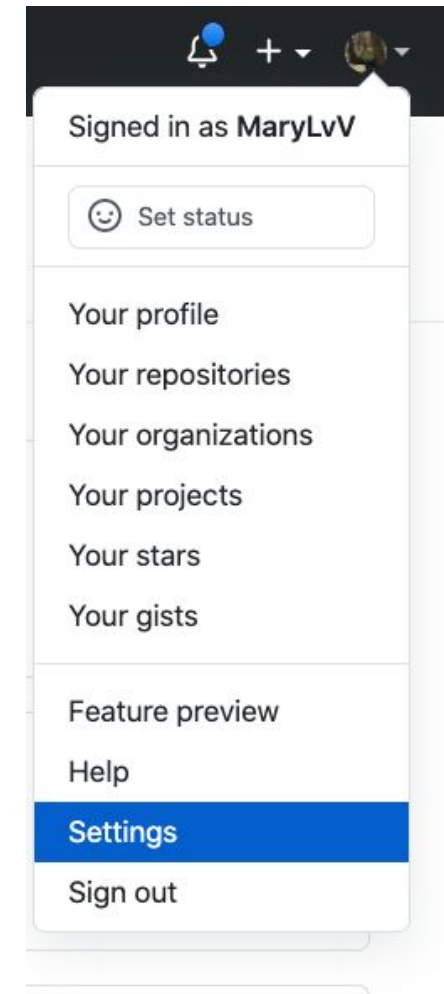 Signed in as MaryLvV
Set status
Your profile
Your repositories
Your organizations
Your projects
Your stars
Your gists
Feature preview
Help
Settings
Sign out